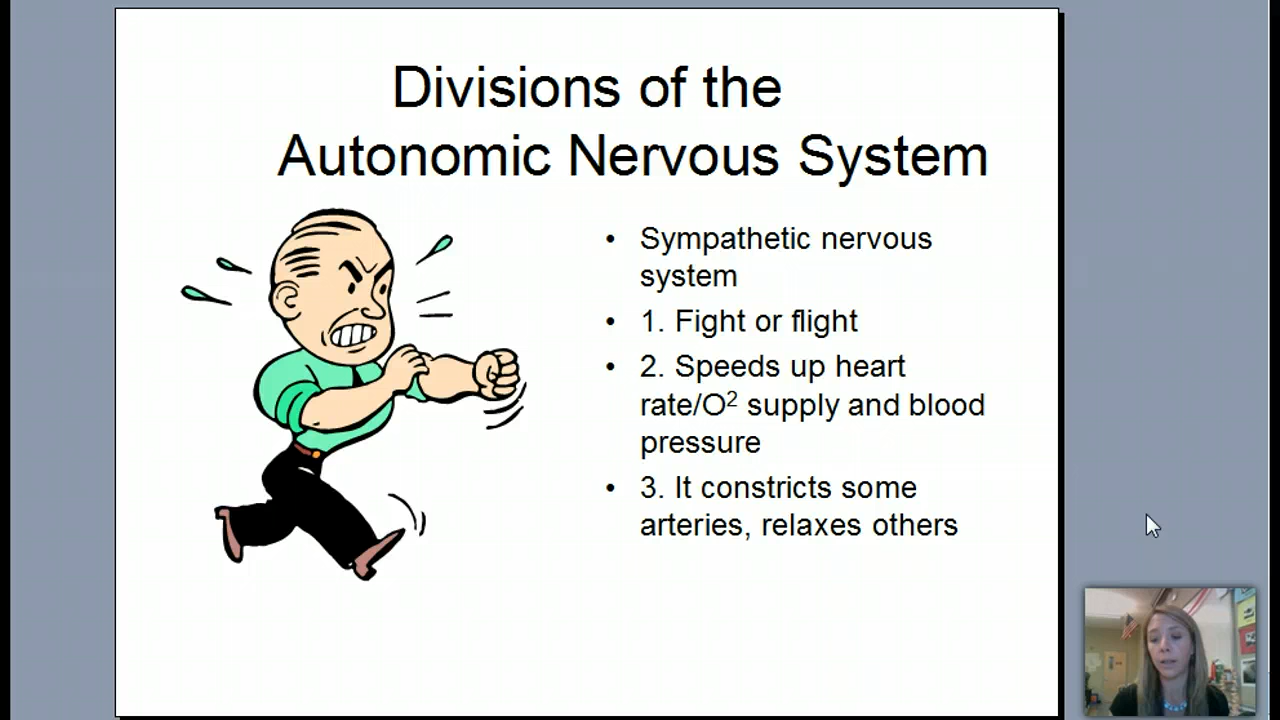 Divisions of the
Autonomic Nervous System
• Sympathetic nervous
system
• 1. Fight or flight
• 2. Speeds up heart
rate/O² supply and blood
pressure
• 3. It constricts some
arteries, relaxes others